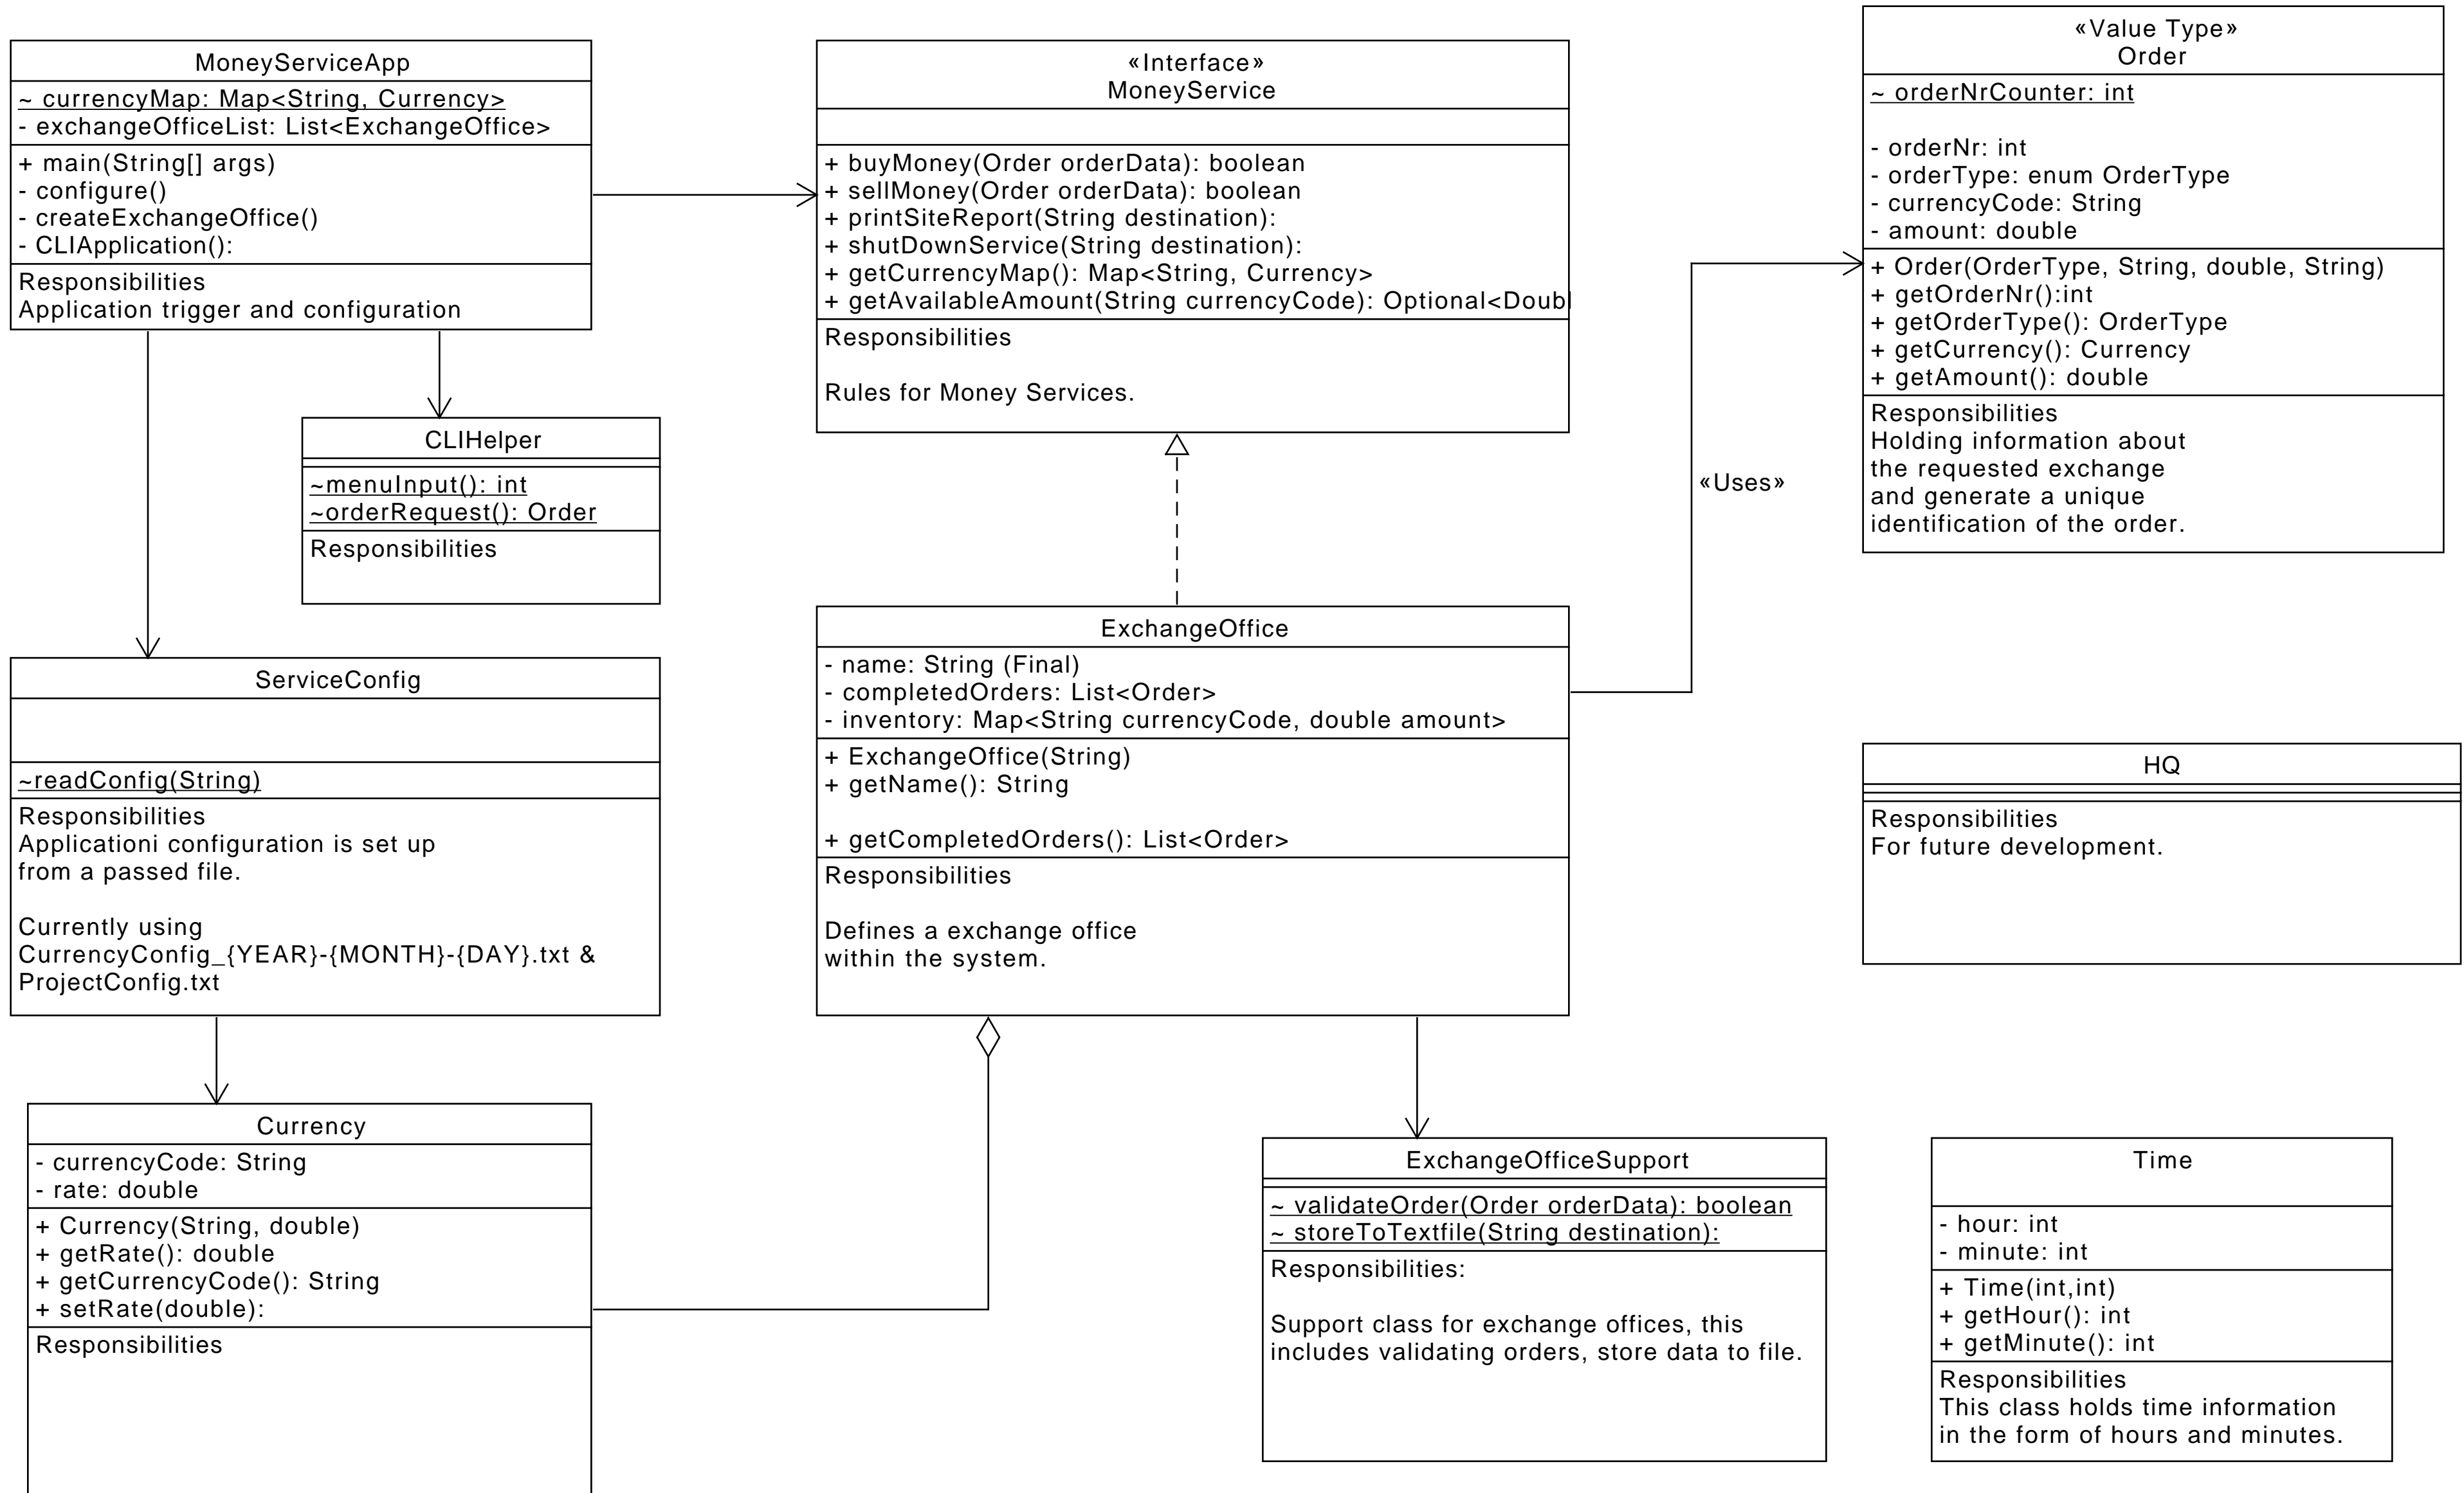 MoneyServiceApp
~ currencyMap: Map<String, Currency>
- exchangeOfficeList: List<ExchangeOffice>
+ main(String[] args)
- configure()
- createExchangeOffice()
- CLIApplication():
Responsibilities
Application trigger and configuration
«Interface»
MoneyService
+ buyMoney(Order orderData): boolean
+ sellMoney(Order orderData): boolean
+ printSiteReport(String destination):
+ shutDownService(String destination):
+ getCurrencyMap(): Map<String, Currency>
+ getAvailableAmount(String currencyCode): Optional<Doubl
Responsibilities
Rules for Money Services.
«Value Type»
Order
~ orderNrCounter: int
- orderNr: int
- orderType: enum OrderType
- currencyCode: String
- amount: double
+ Order(OrderType, String, double, String)
+ getOrderNr():int
+ getOrderType(): OrderType
+ getCurrency(): Currency
+ getAmount(): double
Responsibilities
Holding information about
the requested exchange
and generate a unique
identification of the order.
CLIHelper
~menuInput(): int
~orderRequest(): Order
Responsibilities
«Uses»
ServiceConfig
~readConfig(String)
Responsibilities
Applicationi configuration is set up
from a passed file.
Currently using
CurrencyConfig_{YEAR}-{MONTH}-{DAY}.txt &
ProjectConfig.txt
ExchangeOffice
- name: String (Final)
- completedOrders: List<Order>
- inventory: Map<String currencyCode, double amount>
+ ExchangeOffice(String)
+ getName(): String
+ getCompletedOrders(): List<Order>
Responsibilities
Defines a exchange office
within the system.
HQ
Responsibilities
For future development.
Currency
- currencyCode: String
- rate: double
+ Currency(String, double)
+ getRate(): double
+ getCurrencyCode(): String
+ setRate(double):
Responsibilities
ExchangeOfficeSupport
~ validateOrder(Order orderData): boolean
~ storeToTextfile(String destination):
Responsibilities:
Support class for exchange offices, this
includes validating orders, store data to file.
Time
- hour: int
- minute: int
+ Time(int,int)
+ getHour(): int
+ getMinute(): int
Responsibilities
This class holds time information
in the form of hours and minutes.